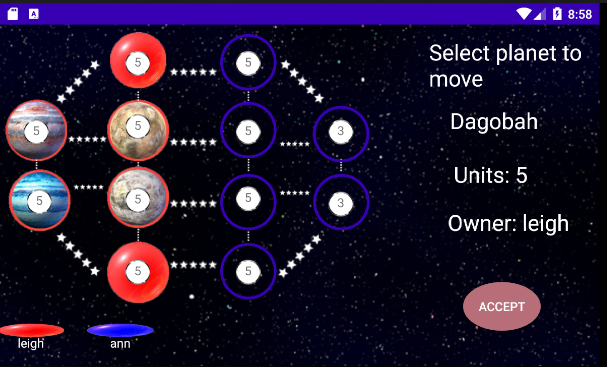 A
8:58
Select planet to
move
5 5
5 5 5 3
Dagobah
5 5 5 3
Units: 5
Owner: leigh
5 5
ACCEPT
leigh ann